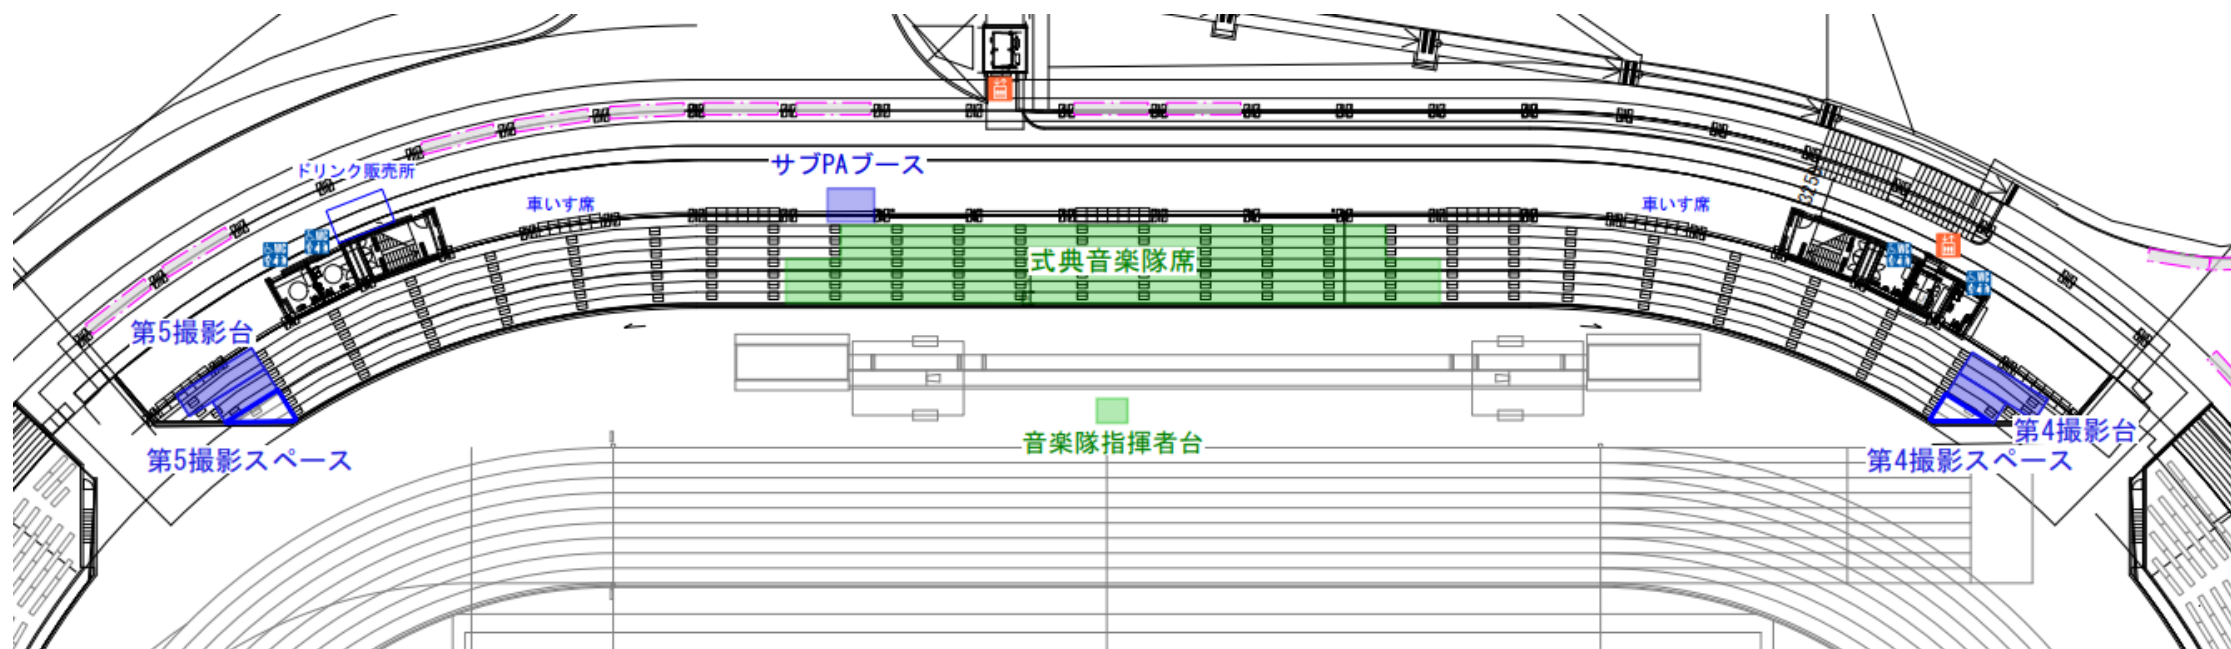 ドリンク販売所
サブPAブース
車いす席
車いす席
3250
式典音楽隊席
第5撮影台
音楽隊指揮者台
第4撮影台
第5撮影スペース
第4撮影スペース